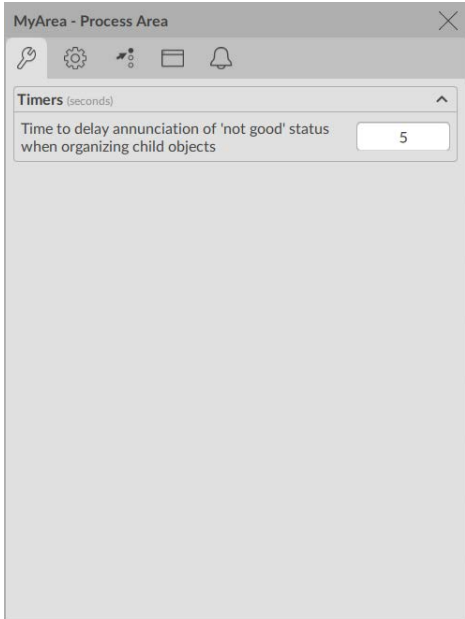 MyArea - Process Area
Timers (seconds)
Time to delay annunciation of 'not good' status
when organizing child objects
5